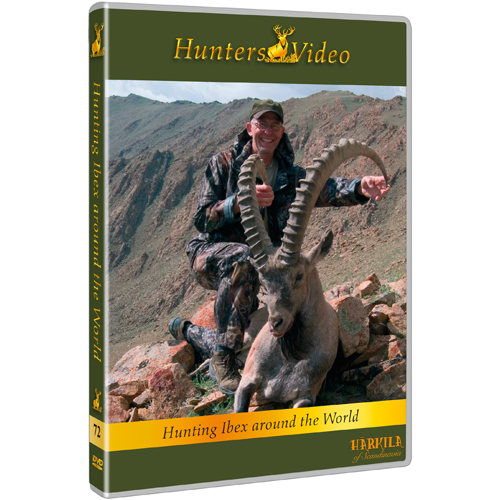 Hunters Video
Hunting Ibex around the World
HÄRKILA
of Scandinavia
Hunting Ibex around the World
72
DVD